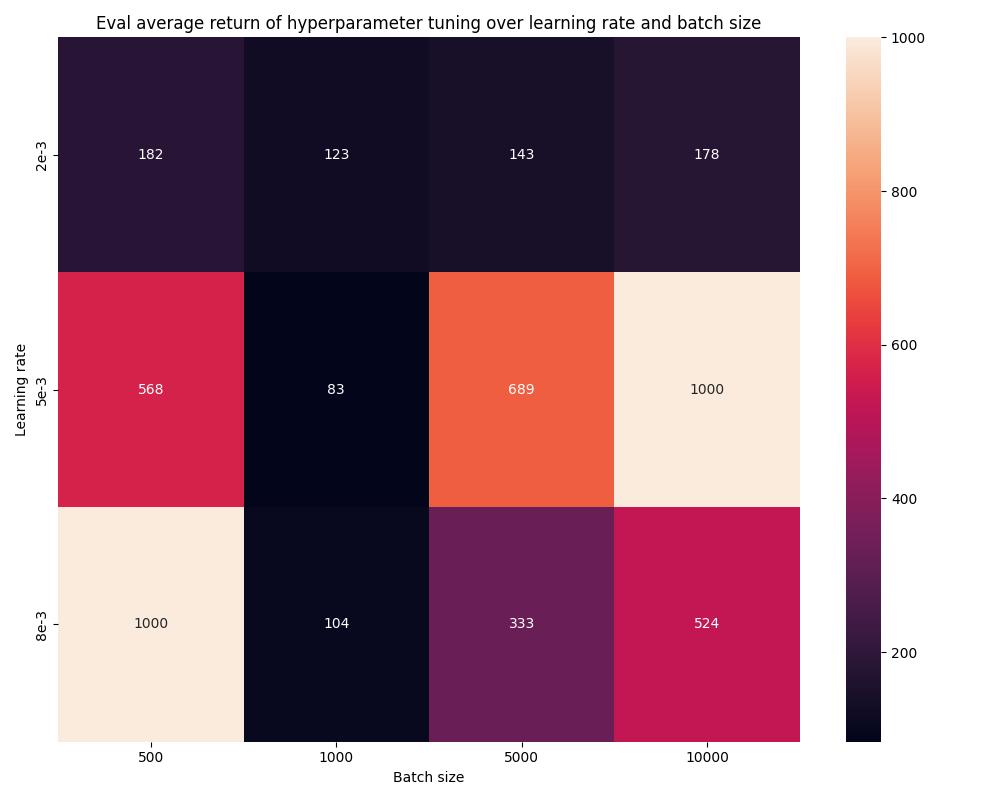 Eval average return of hyperparameter tuning over learning rate and batch size
Learning rate
2e-3
182 123 143 178
5e-3
568 83 689 1000
8e-3
1000 104 333 524
500 1000 5000 10000
Batch size
1000
800
600
400
200